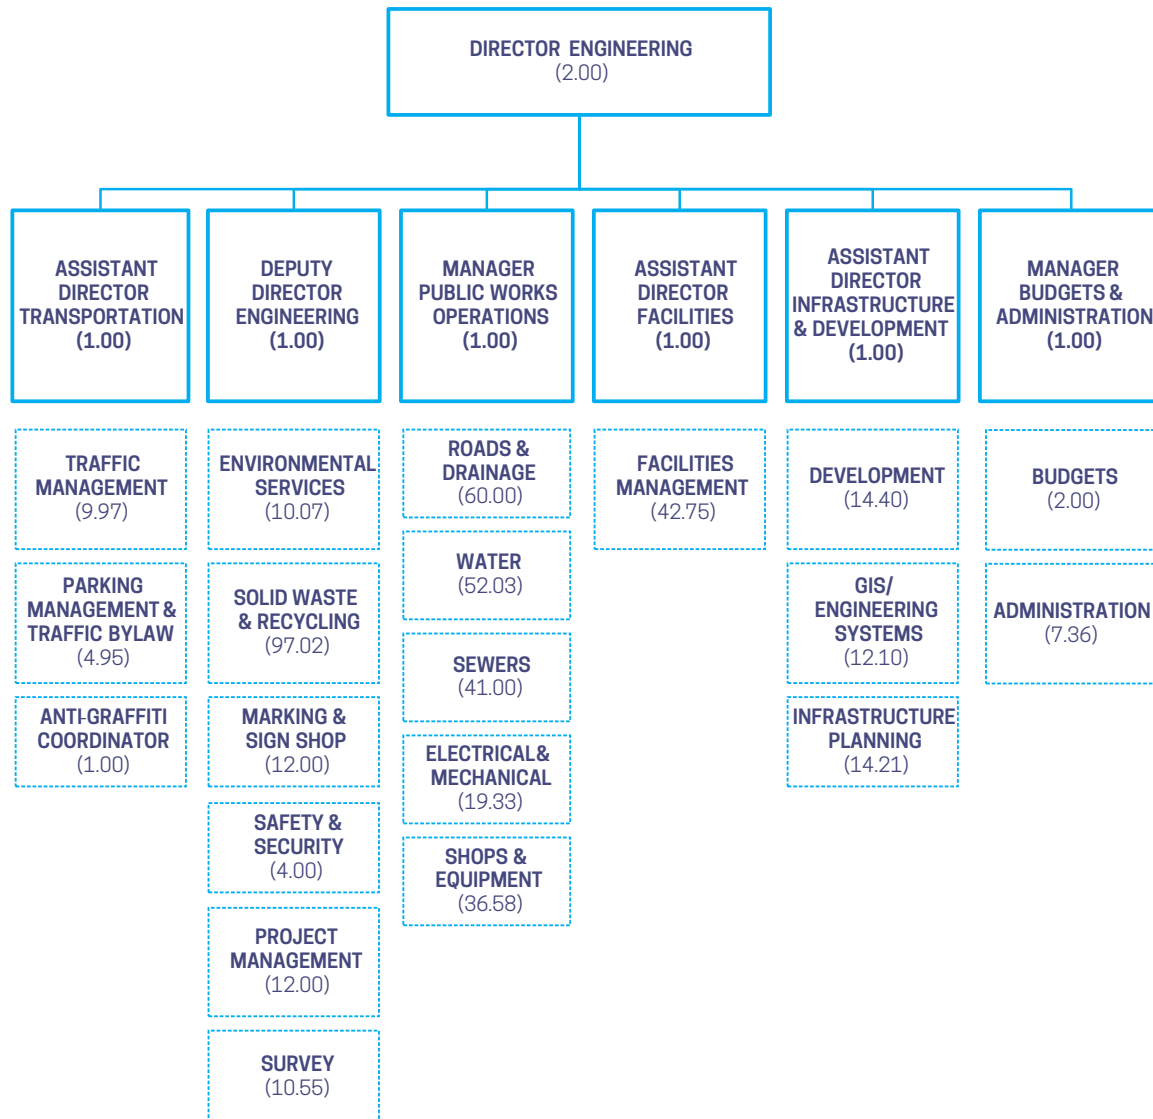 DIRECTOR ENGINEERING
(2.00)
ASSISTANT
DIRECTOR
TRANSPORTATION
(1.00)
DEPUTY
DIRECTOR
ENGINEERING
(1.00)
MANAGER
PUBLIC WORKS
OPERATIONS
(1.00)
ASSISTANT
DIRECTOR
FACILITIES
(1.00)
ASSISTANT
DIRECTOR
INFRASTRUCTURE
& DEVELOPMENT
(1.00)
MANAGER
BUDGETS &
ADMINISTRATION
(1.00)
TRAFFIC
MANAGEMENT
(9.97)
PARKING
MANAGEMENT &
TRAFFIC BYLAW
(4.95)
ANTI-GRAFFITI
COORDINATOR
(1.00)
ENVIRONMENTAL
SERVICES
(10.07)
SOLID WASTE
& RECYCLING
(97.02)
MARKING &
SIGN SHOP
(12.00)
SAFETY &
SECURITY
(4.00)
PROJECT
MANAGEMENT
(12.00)
SURVEY
(10.55)
ROADS &
DRAINAGE
(60.00)
WATER
(52.03)
SEWERS
(41.00)
ELECTRICAL &
MECHANICAL
(19.33)
SHOPS &
EQUIPMENT
(36.58)
FACILITIES
MANAGEMENT
(42.75)
DEVELOPMENT
(14.40)
GIS/
ENGINEERING
SYSTEMS
(12.10)
INFRASTRUCTURE
PLANNING
(14.21)
BUDGETS
(2.00)
ADMINISTRATION
(7.36)